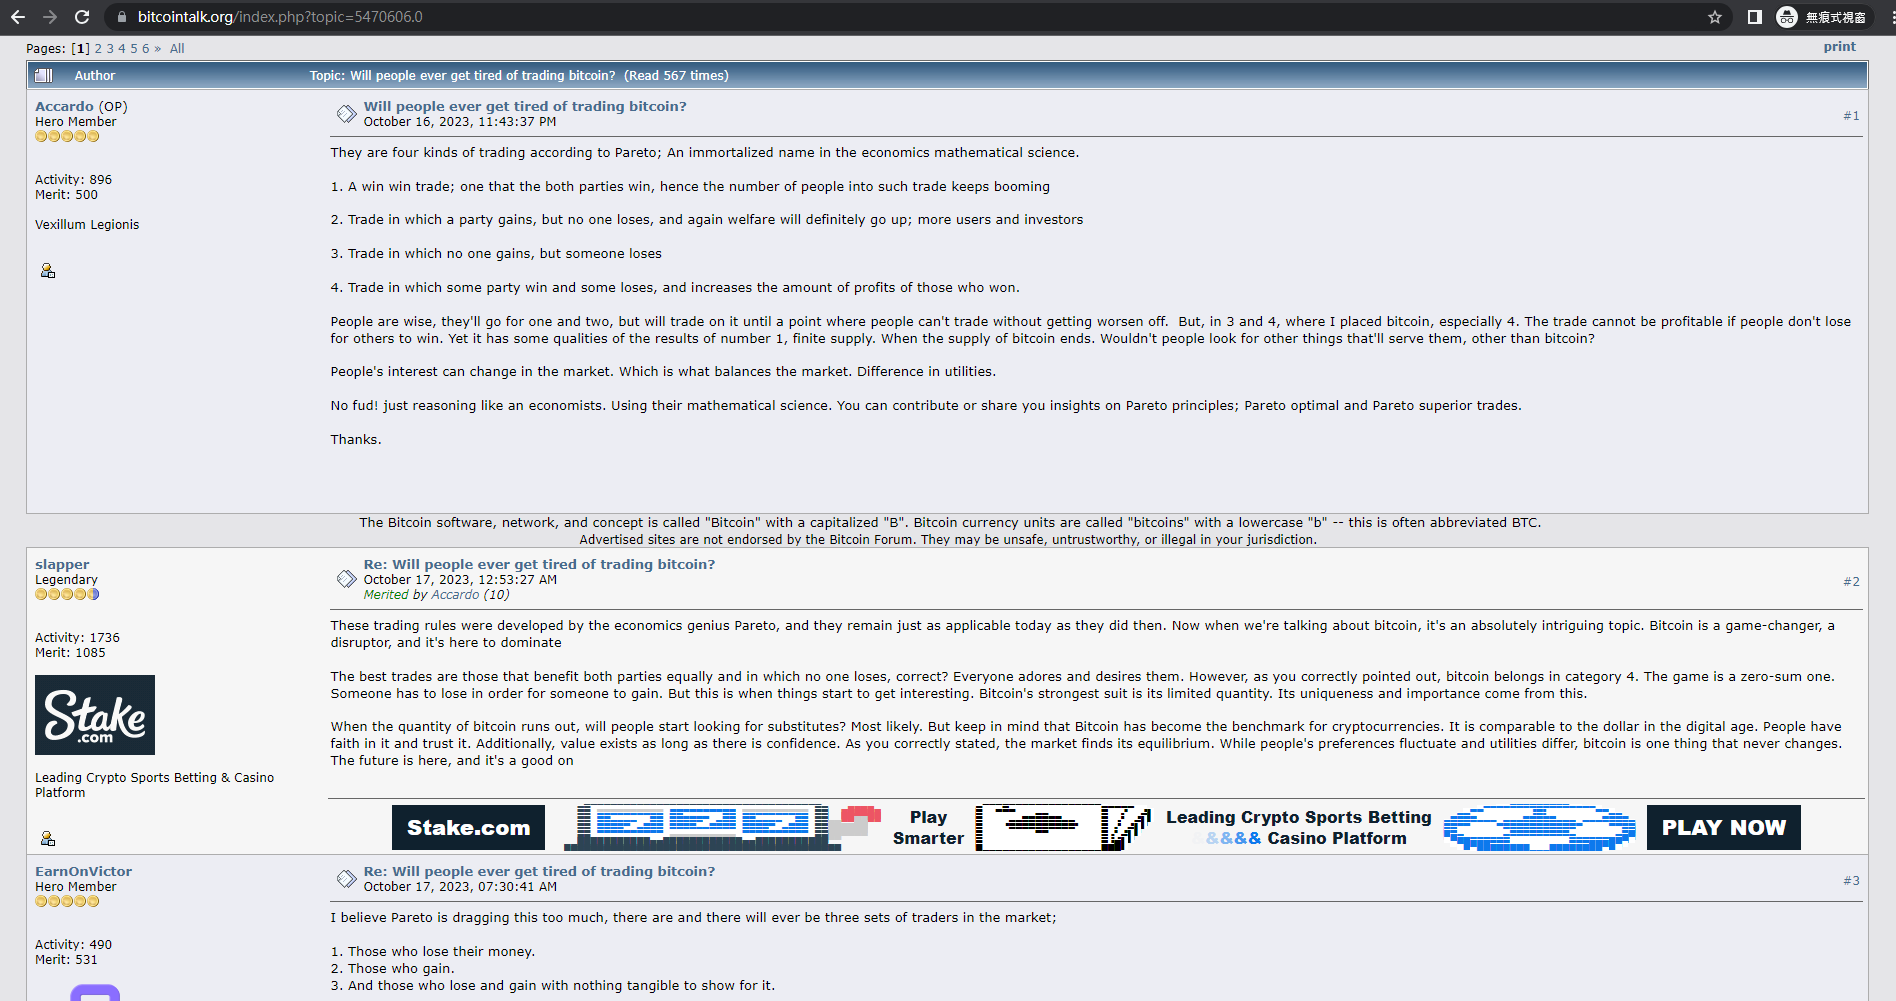 bitcointalk.org/index.php?topic=5470606.0
無痕式視窗
Pages: [1] 2 3 4 5 6 » All
print
Author
Topic: Will people ever get tired of trading bitcoin?  (Read 567 times)
Accardo (OP)
Hero Member
Activity: 896
Merit: 500
Vexillum Legionis
Will people ever get tired of trading bitcoin?
October 16, 2023, 11:43:37 PM
#1
They are four kinds of trading according to Pareto; An immortalized name in the economics mathematical science.
1. A win win trade; one that the both parties win, hence the number of people into such trade keeps booming
2. Trade in which a party gains, but no one loses, and again welfare will definitely go up; more users and investors
3. Trade in which no one gains, but someone loses
4. Trade in which some party win and some loses, and increases the amount of profits of those who won.
People are wise, they'll go for one and two, but will trade on it until a point where people can't trade without getting worsen off.  But, in 3 and 4, where I placed bitcoin, especially 4. The trade cannot be profitable if people don't lose
for others to win. Yet it has some qualities of the results of number 1, finite supply. When the supply of bitcoin ends. Wouldn't people look for other things that'll serve them, other than bitcoin?
People's interest can change in the market. Which is what balances the market. Difference in utilities.
No fud! just reasoning like an economists. Using their mathematical science. You can contribute or share you insights on Pareto principles; Pareto optimal and Pareto superior trades.
Thanks.
The Bitcoin software, network, and concept is called "Bitcoin" with a capitalized "B". Bitcoin currency units are called "bitcoins" with a lowercase "b" -- this is often abbreviated BTC.
Advertised sites are not endorsed by the Bitcoin Forum. They may be unsafe, untrustworthy, or illegal in your jurisdiction.
slapper
Legendary
Activity: 1736
Merit: 1085
Stake
.com
Leading Crypto Sports Betting & Casino
Platform
Re: Will people ever get tired of trading bitcoin?
October 17, 2023, 12:53:27 AM
Merited by Accardo (10)
#2
These trading rules were developed by the economics genius Pareto, and they remain just as applicable today as they did then. Now when we're talking about bitcoin, it's an absolutely intriguing topic. Bitcoin is a game-changer, a
disruptor, and it's here to dominate
The best trades are those that benefit both parties equally and in which no one loses, correct? Everyone adores and desires them. However, as you correctly pointed out, bitcoin belongs in category 4. The game is a zero-sum one.
Someone has to lose in order for someone to gain. But this is when things start to get interesting. Bitcoin's strongest suit is its limited quantity. Its uniqueness and importance come from this.
When the quantity of bitcoin runs out, will people start looking for substitutes? Most likely. But keep in mind that Bitcoin has become the benchmark for cryptocurrencies. It is comparable to the dollar in the digital age. People have
faith in it and trust it. Additionally, value exists as long as there is confidence. As you correctly stated, the market finds its equilibrium. While people's preferences fluctuate and utilities differ, bitcoin is one thing that never changes.
The future is here, and it's a good on
Stake.com
Play
Smarter
Leading Crypto Sports Betting
&&&&& Casino Platform
PLAY NOW
EarnOnVictor
Hero Member
Activity: 490
Merit: 531
Re: Will people ever get tired of trading bitcoin?
October 17, 2023, 07:30:41 AM
#3
I believe Pareto is dragging this too much, there are and there will ever be three sets of traders in the market;
1. Those who lose their money.
2. Those who gain.
3. And those who lose and gain with nothing tangible to show for it.